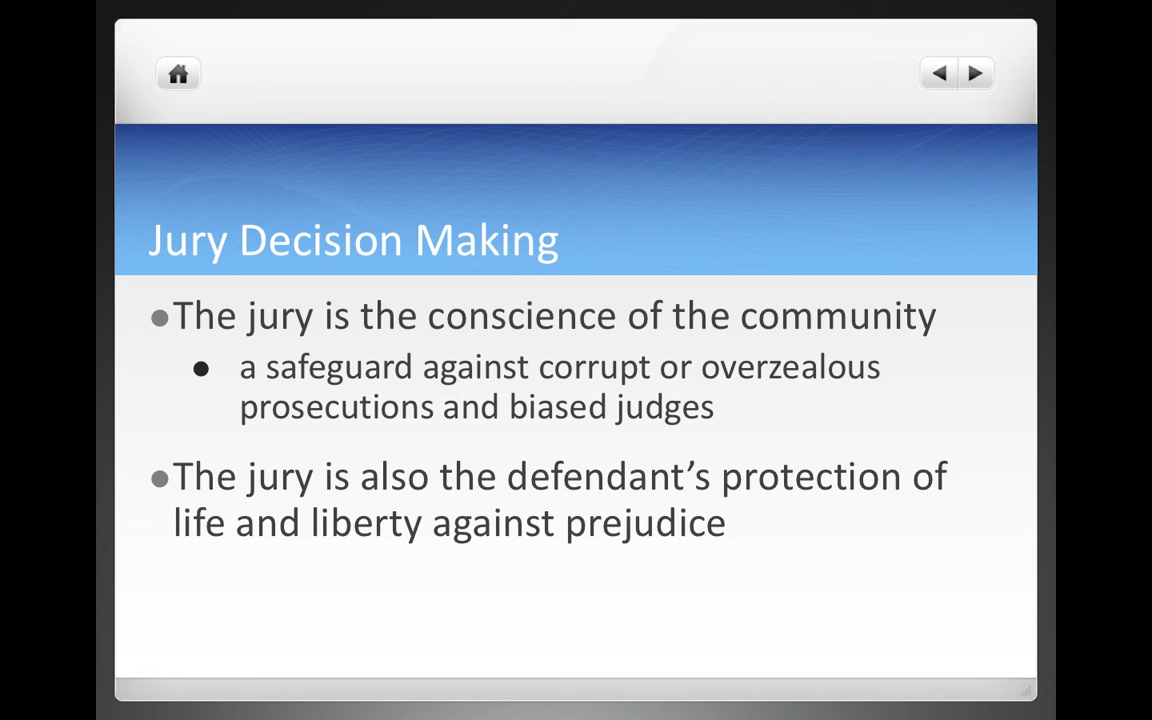 Jury Decision Making
●The jury is the conscience of the community
● a safeguard against corrupt or overzealous
prosecutions and biased judges
●The jury is also the defendant’s protection of
life and liberty against prejudice